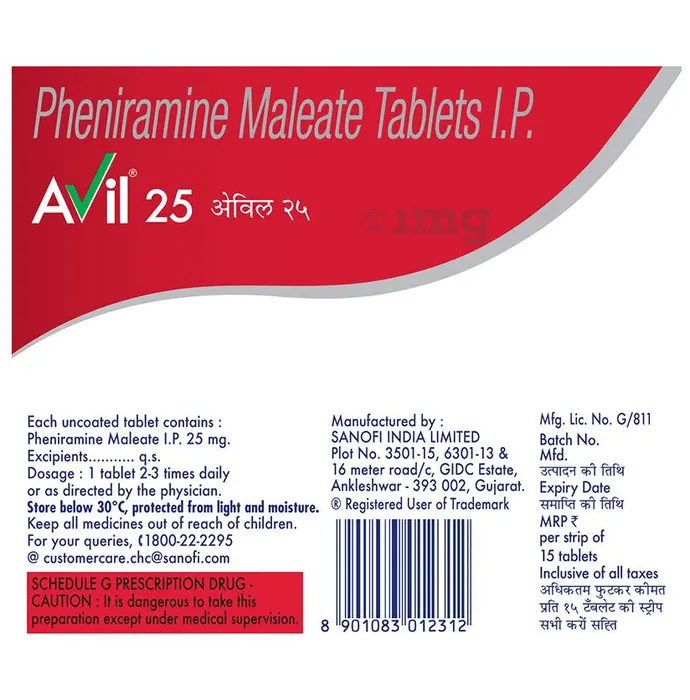 Pheniramine Maleate Tablets I.P.
Avil® 25 एविल २५
©1mg
Each uncoated tablet contains :
Pheniramine Maleate I.P. 25 mg.
Excipients........... q.s.
Dosage : 1 tablet 2-3 times daily
or as directed by the physician.
Store below 30°C, protected from light and moisture.
Keep all medicines out of reach of children.
For your queries, ✆1800-22-2295
@ customercare.chc@sanofi.com
SCHEDULE G PRESCRIPTION DRUG -
CAUTION : It is dangerous to take this
preparation except under medical supervision.
Manufactured by :
SANOFI INDIA LIMITED
Plot No. 3501-15, 6301-13 &
16 meter road/c, GIDC Estate,
Ankleshwar - 393 002, Gujarat.
® Registered User of Trademark
8 901083 012312
Mfg. Lic. No. G/811
Batch No.
Mfd.
उत्पादन की तिथि
Expiry Date
समाप्ति की तिथि
MRP ₹
per strip of
15 tablets
Inclusive of all taxes
अधिकतम फुटकर कीमत
प्रति १५ टॅबलेट की स्ट्रीप
सभी करों सहित